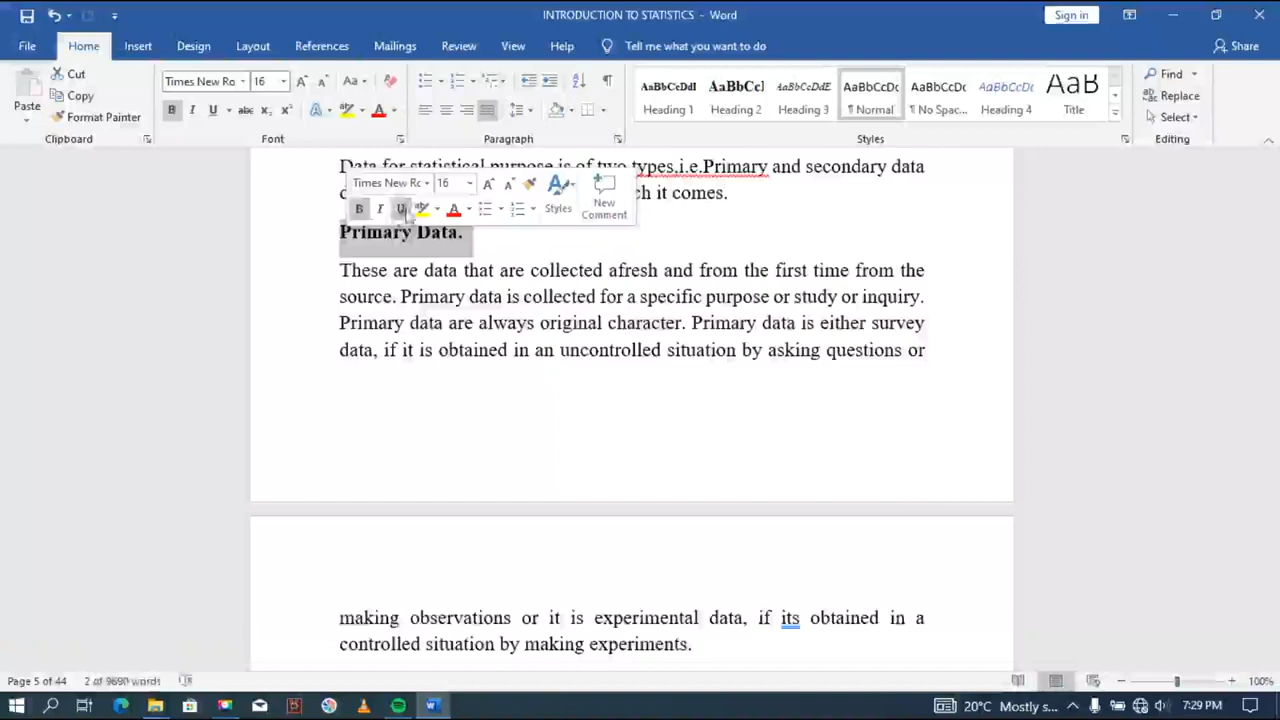 INTRODUCTION TO STATISTICS - Word
Sign in
File Home Insert Design Layout References Mailings Review View Help Tell me what you want to do Share
Paste
Cut
Copy
Format Painter
Clipboard
Times New Ro 16
Aa
B I U abc x₂ x² A A
Font
Paragraph
AaBbCcDdI AaBbCcI AaBbCcDdE AaBbCcDc AaBbCcDc AaBbCcDc AaB
Heading 1 Heading 2 Heading 3 ¶ Normal ¶ No Spac... Heading 4 Title
Styles
Find
Replace
Select
Editing
Data for statistical purpose is of two types,i.e.Primary and secondary data
ch it comes.
Times New Rc 16
B I U A
Styles
New
Comment
Primary Data.
These are data that are collected afresh and from the first time from the
source. Primary data is collected for a specific purpose or study or inquiry.
Primary data are always original character. Primary data is either survey
data, if it is obtained in an uncontrolled situation by asking questions or
making observations or it is experimental data, if its obtained in a
controlled situation by making experiments.
Page 5 of 44 2 of 9690 words
100%
20°C Mostly s... 7:29 PM